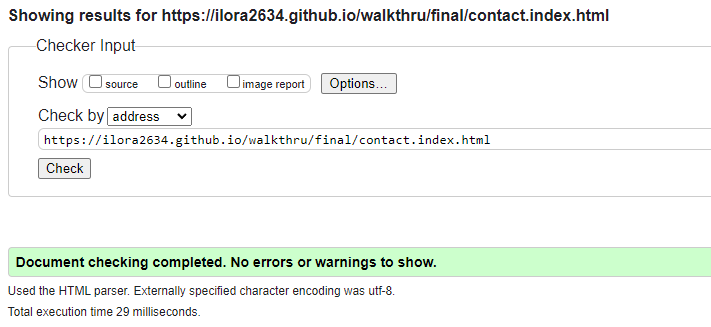 Showing results for https://ilora2634.github.io/walkthru/final/contact.index.html
Checker Input
Show source outline image report Options...
Check by address
https://ilora2634.github.io/walkthru/final/contact.index.html
Check
Document checking completed. No errors or warnings to show.
Used the HTML parser. Externally specified character encoding was utf-8.
Total execution time 29 milliseconds.